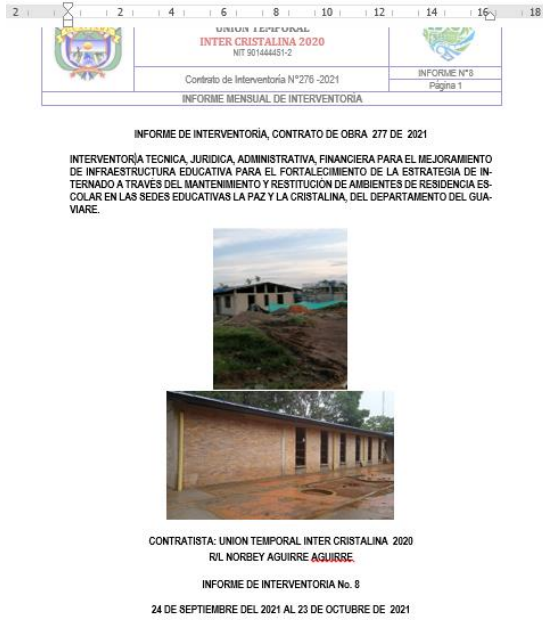 2 2 4 6 8 10 12 14 16 18
UNION TEMPORAL
INTER CRISTALINA 2020
NIT 901444451-2
Contrato de Interventoría N°276 -2021
INFORME N°8
Página 1
INFORME MENSUAL DE INTERVENTORÍA
INFORME DE INTERVENTORÍA, CONTRATO DE OBRA 277 DE 2021
INTERVENTORÍA TECNICA, JURIDICA, ADMINISTRATIVA, FINANCIERA PARA EL MEJORAMIENTO
DE INFRAESTRUCTURA EDUCATIVA PARA EL FORTALECIMIENTO DE LA ESTRATEGIA DE IN-
TERNADO A TRAVÉS DEL MANTENIMIENTO Y RESTITUCIÓN DE AMBIENTES DE RESIDENCIA ES-
COLAR EN LAS SEDES EDUCATIVAS LA PAZ Y LA CRISTALINA, DEL DEPARTAMENTO DEL GUA-
VIARE.
CONTRATISTA: UNION TEMPORAL INTER CRISTALINA 2020
R/L NORBEY AGUIRRE AGUIRRE.
INFORME DE INTERVENTORIA No. 8
24 DE SEPTIEMBRE DEL 2021 AL 23 DE OCTUBRE DE 2021